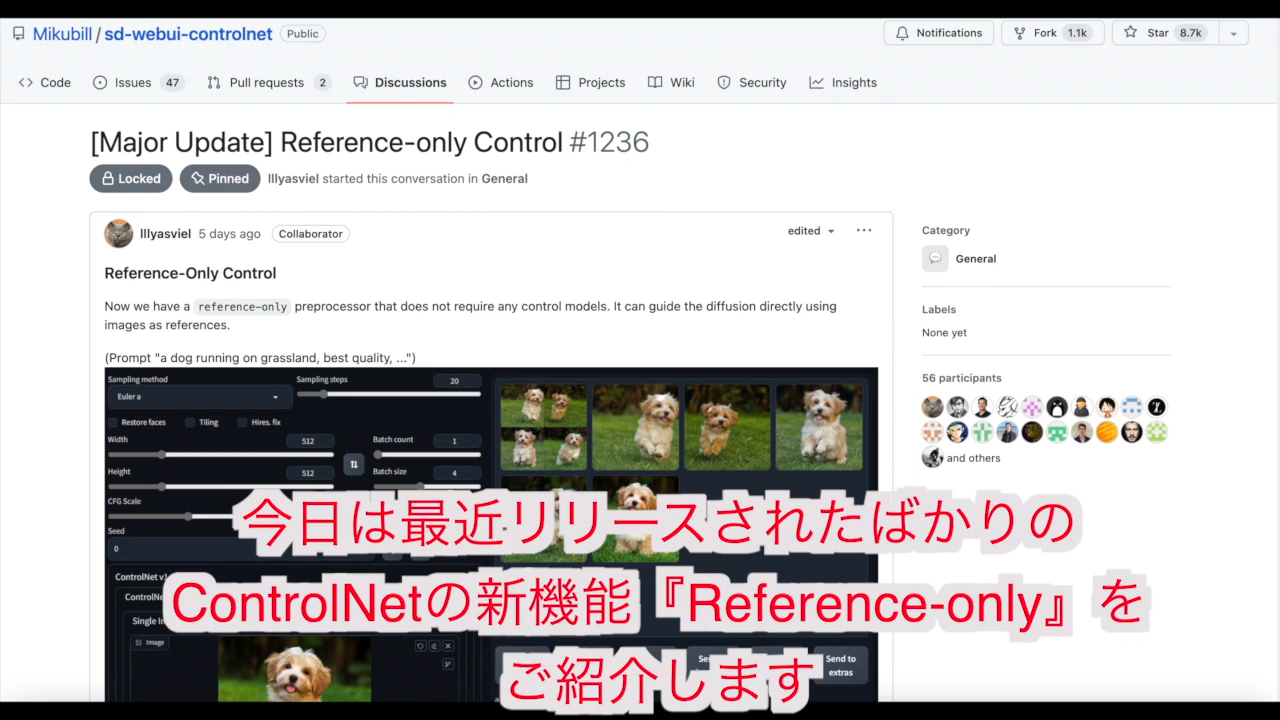 Mikubill / sd-webui-controlnet Public
Notifications Fork 1.1k Star 8.7k
Code Issues 47 Pull requests 2 Discussions Actions Projects Wiki Security Insights
[Major Update] Reference-only Control #1236
Locked Pinned lllyasviel started this conversation in General
lllyasviel 5 days ago Collaborator edited
Reference-Only Control
Now we have a reference-only preprocessor that does not require any control models. It can guide the diffusion directly using
images as references.
(Prompt "a dog running on grassland, best quality, ...")
Sampling method
Euler a
Sampling steps 20
Restore faces Tiling Hires. fix
Width 512
Batch count 1
Height 512
Batch size 4
CFG Scale
Seed
0
ControlNet v1
Single Im
Image
Send to
extras
Category
General
Labels
None yet
56 participants
and others
今日は最近リリースされたばかりの
ControlNetの新機能『Reference-only』を
ご紹介します